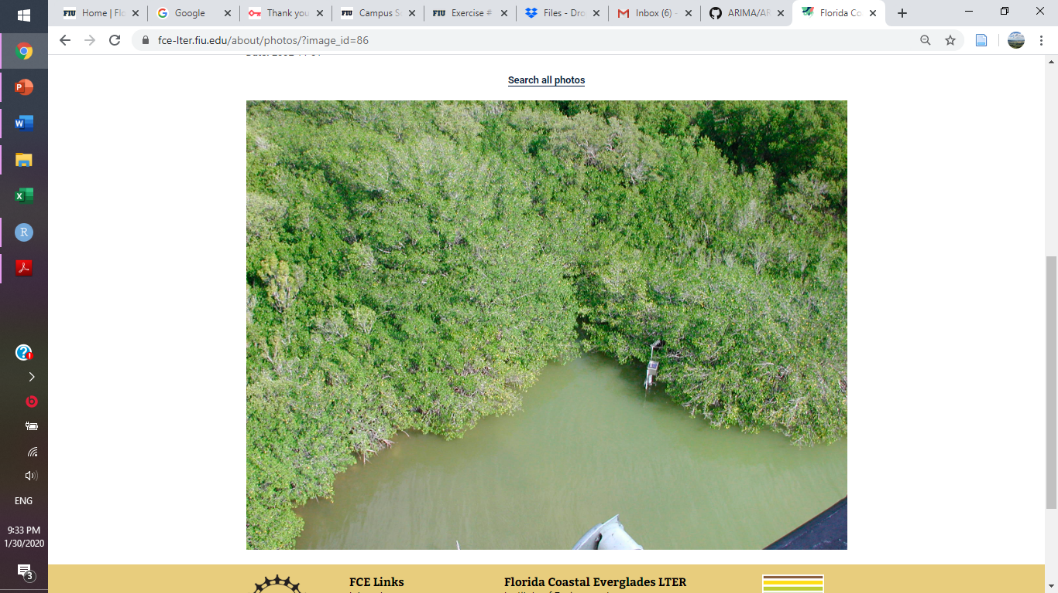 Home | Fl
Google
Thank you
Campus S
Exercise #
Files - Dro
Inbox (6) -
ARIMA/AR
Florida Co
fce-lter.fiu.edu/about/photos/?image_id=86
Search all photos
ENG
9:33 PM
1/30/2020
3
FCE Links
Florida Coastal Everglades LTER